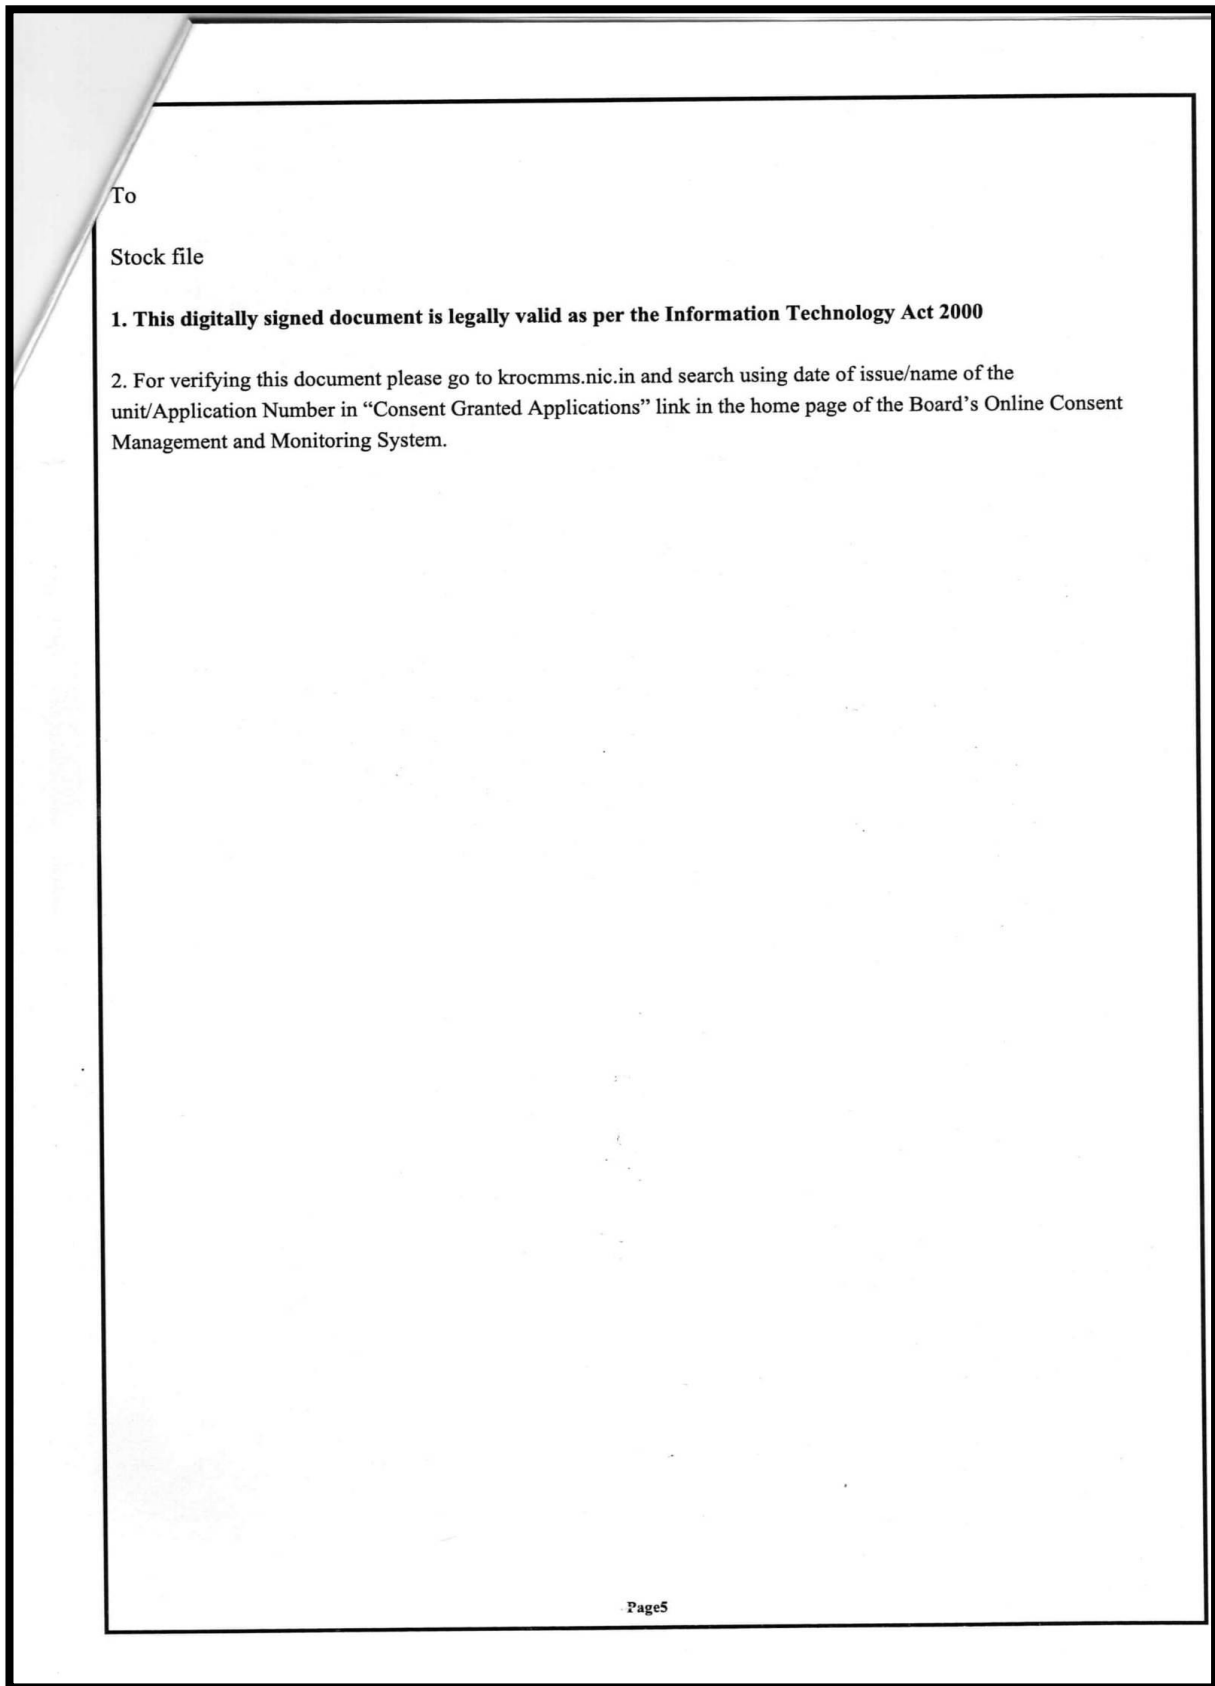 To
Stock file
1. This digitally signed document is legally valid as per the Information Technology Act 2000
2. For verifying this document please go to krocmms.nic.in and search using date of issue/name of the
unit/Application Number in “Consent Granted Applications” link in the home page of the Board’s Online Consent
Management and Monitoring System.
Page5